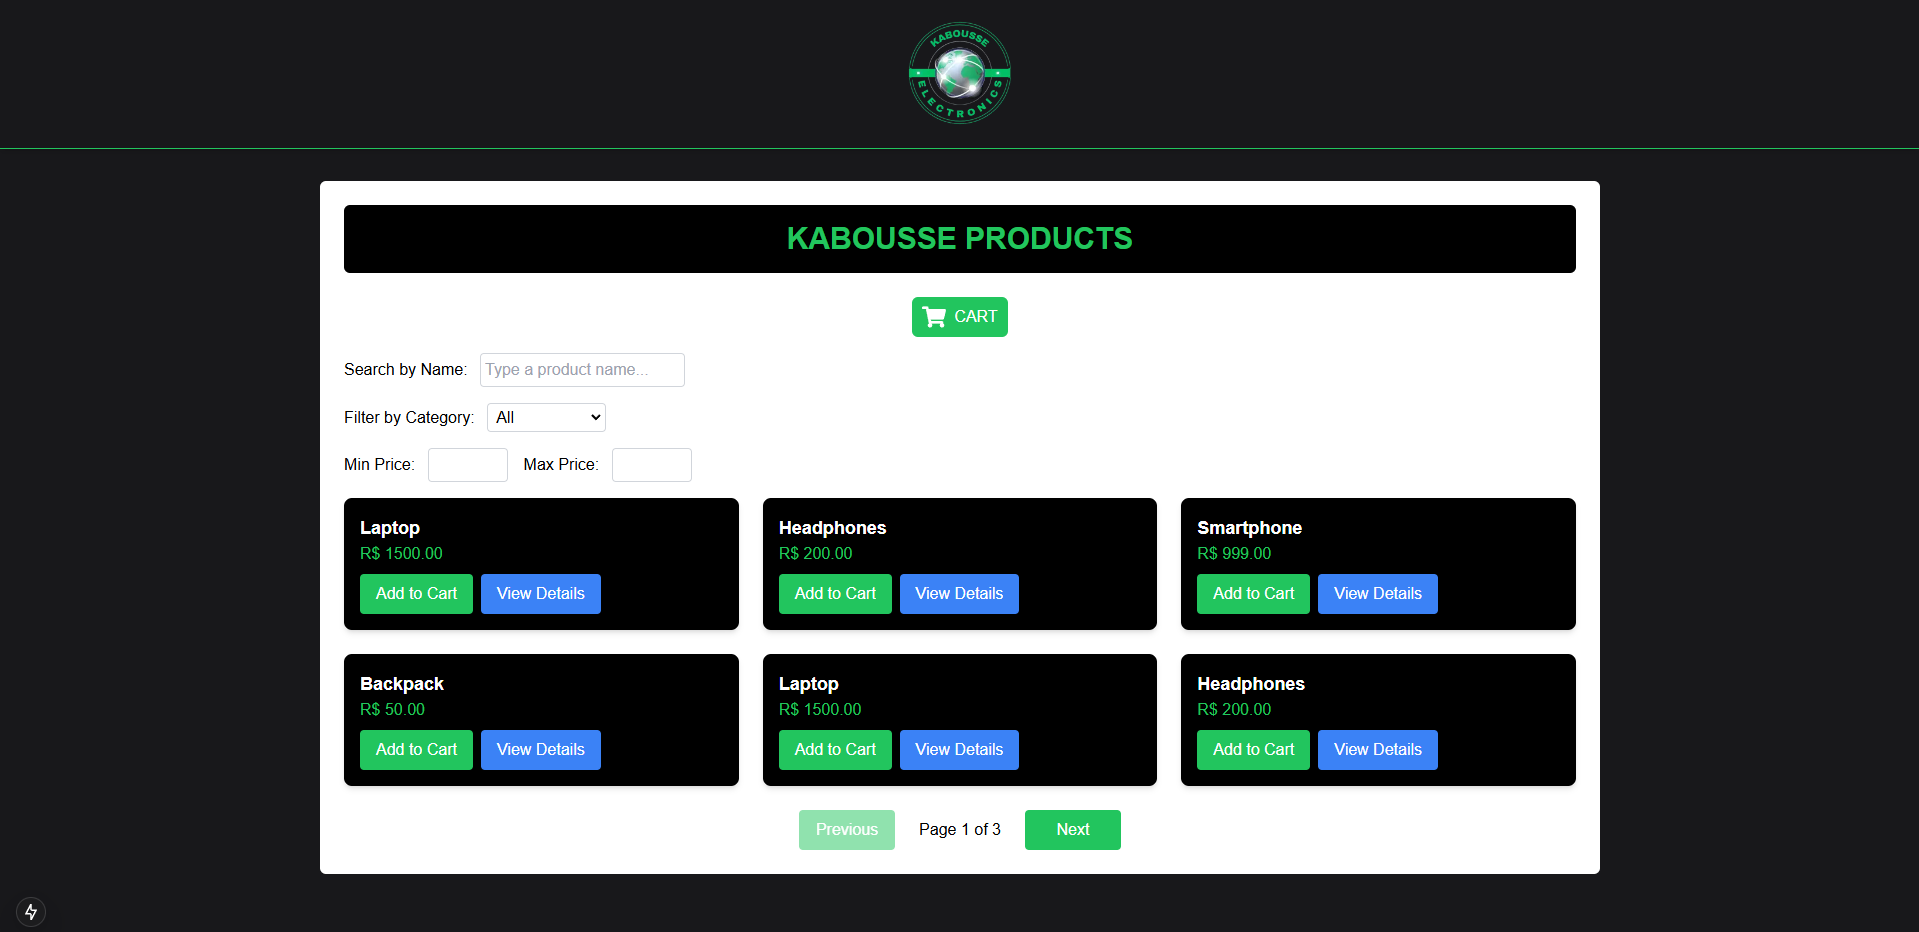 KABOUSSE
ELECTRONICS
KABOUSSE PRODUCTS
CART
Search by Name: Type a product name...
Filter by Category: All
Min Price: Max Price:
Laptop
R$ 1500.00
Add to Cart View Details
Headphones
R$ 200.00
Add to Cart View Details
Smartphone
R$ 999.00
Add to Cart View Details
Backpack
R$ 50.00
Add to Cart View Details
Laptop
R$ 1500.00
Add to Cart View Details
Headphones
R$ 200.00
Add to Cart View Details
Previous Page 1 of 3 Next